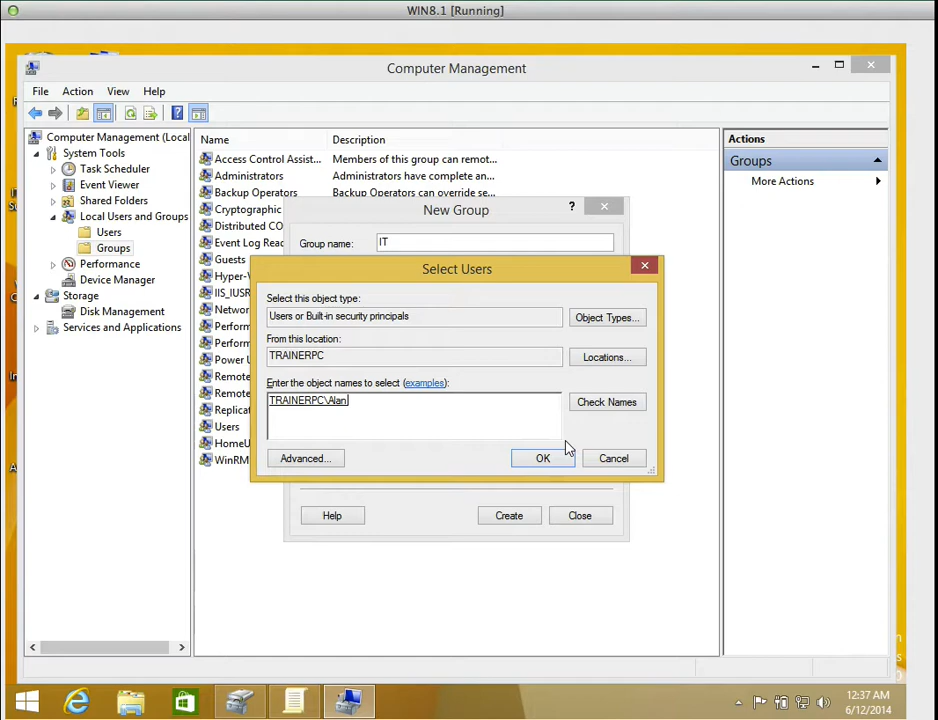 WIN8.1 [Running]
Computer Management
File Action View Help
Computer Management (Local
System Tools
Task Scheduler
Event Viewer
Shared Folders
Local Users and Groups
Users
Groups
Performance
Device Manager
Storage
Disk Management
Services and Applications
Name Description
Access Control Assist... Members of this group can remot...
Administrators Administrators have complete an...
Backup Operators Backup Operators can override se...
Cryptographic
Distributed CO
Event Log Rea
Guests
Hyper-V
IIS_IUSR
Networ
Perform
Perform
Power U
Remote
Remote
Replicat
Users
HomeU
WinRM
Actions
Groups
More Actions
New Group
?
Group name: IT
Select Users
Select this object type:
Users or Built-in security principals
Object Types...
From this location:
TRAINERPC
Locations...
Enter the object names to select (examples):
TRAINERPC\Alan
Check Names
Advanced... OK Cancel
Help Create Close
12:37 AM
6/12/2014